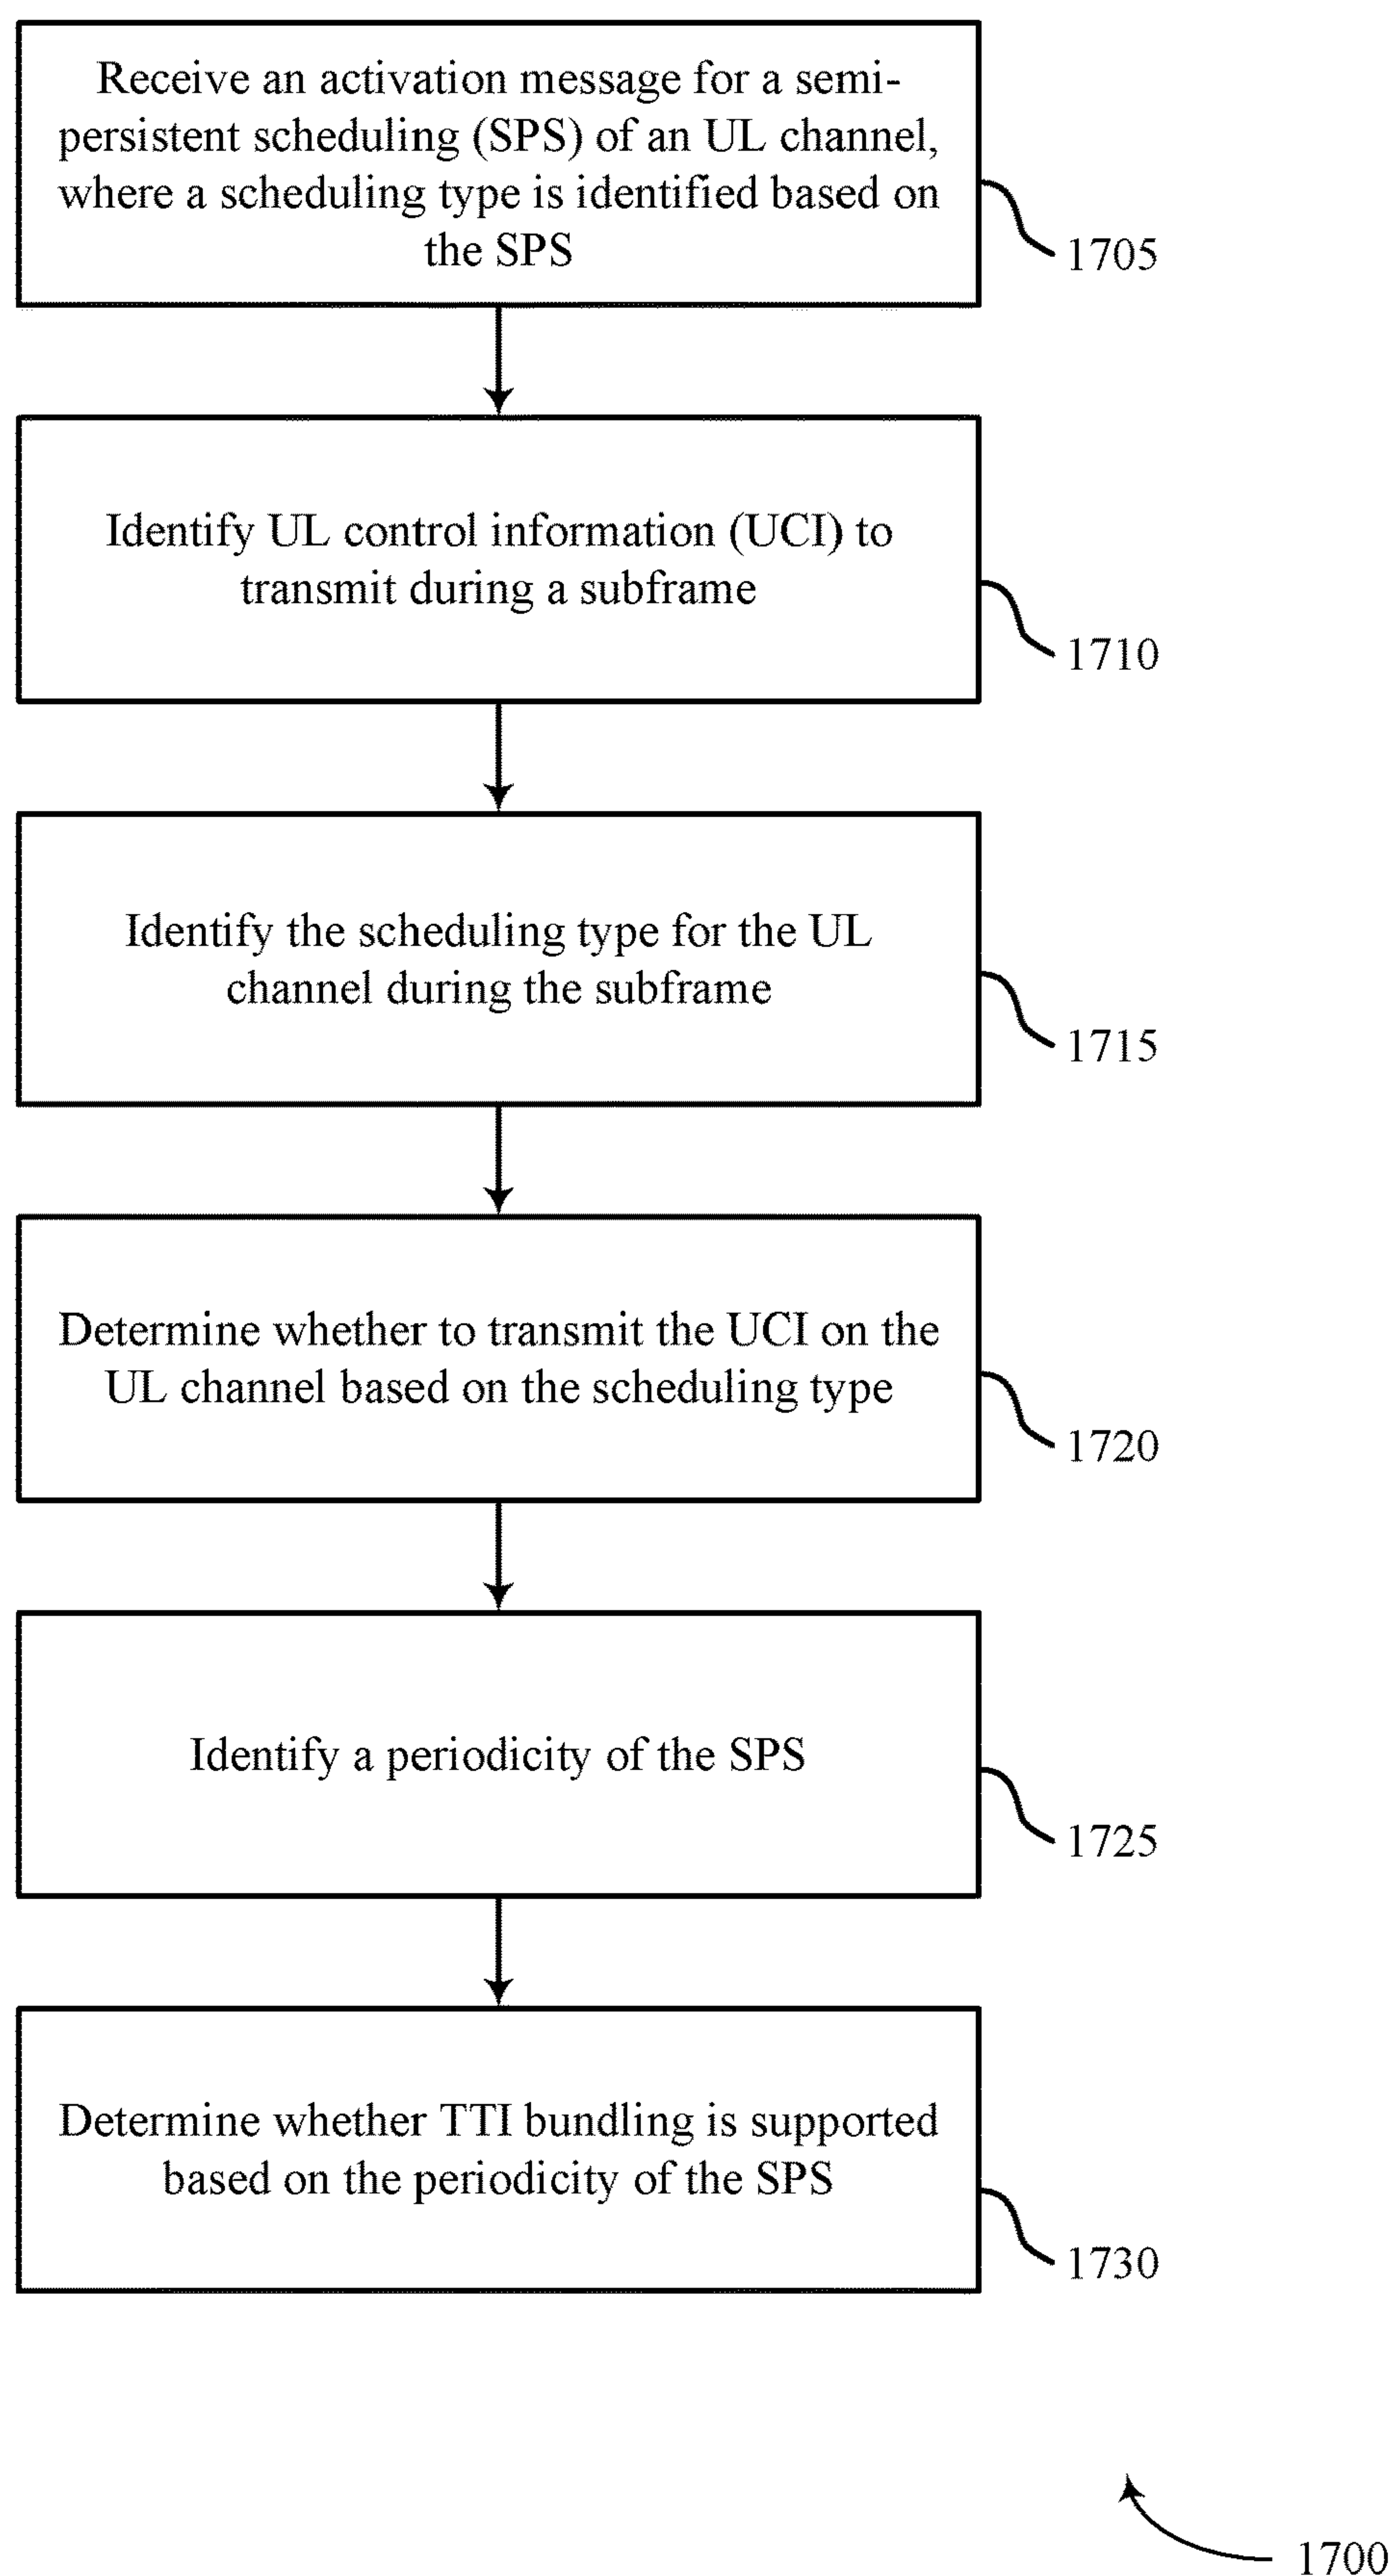 Receive an activation message for a semi-
persistent scheduling (SPS) of an UL channel,
where a scheduling type is identified based on
the SPS
1705
Identify UL control information (UCI) to
transmit during a subframe
1710
Identify the scheduling type for the UL
channel during the subframe
1715
Determine whether to transmit the UCI on the
UL channel based on the scheduling type
1720
Identify a periodicity of the SPS
1725
Determine whether TTI bundling is supported
based on the periodicity of the SPS
1730
1700